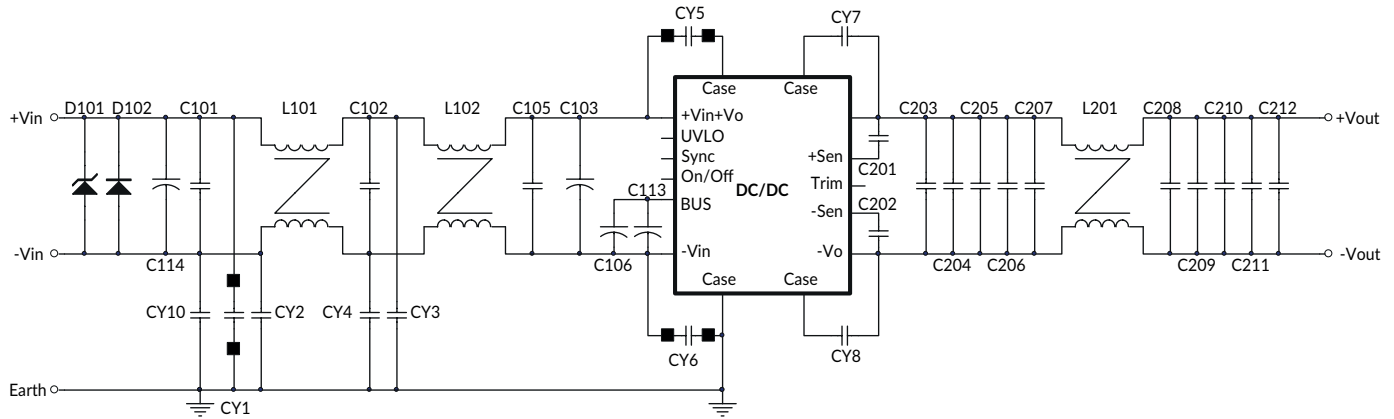 CY5
CY7
Case Case
D101 D102 C101 L101 C102 L102 C105 C103
C203 C205 C207 L201 C208 C210 C212
+Vin
+Vin+Vo
+Vout
UVLO
Sync
+Sen
C201
On/Off
DC/DC
Trim
C113
BUS
-Sen
C202
-Vin
-Vin
-Vo
-Vout
C114
C106
C204 C206
C209 C211
Case Case
CY10 CY2 CY4 CY3
CY6
CY8
Earth
CY1